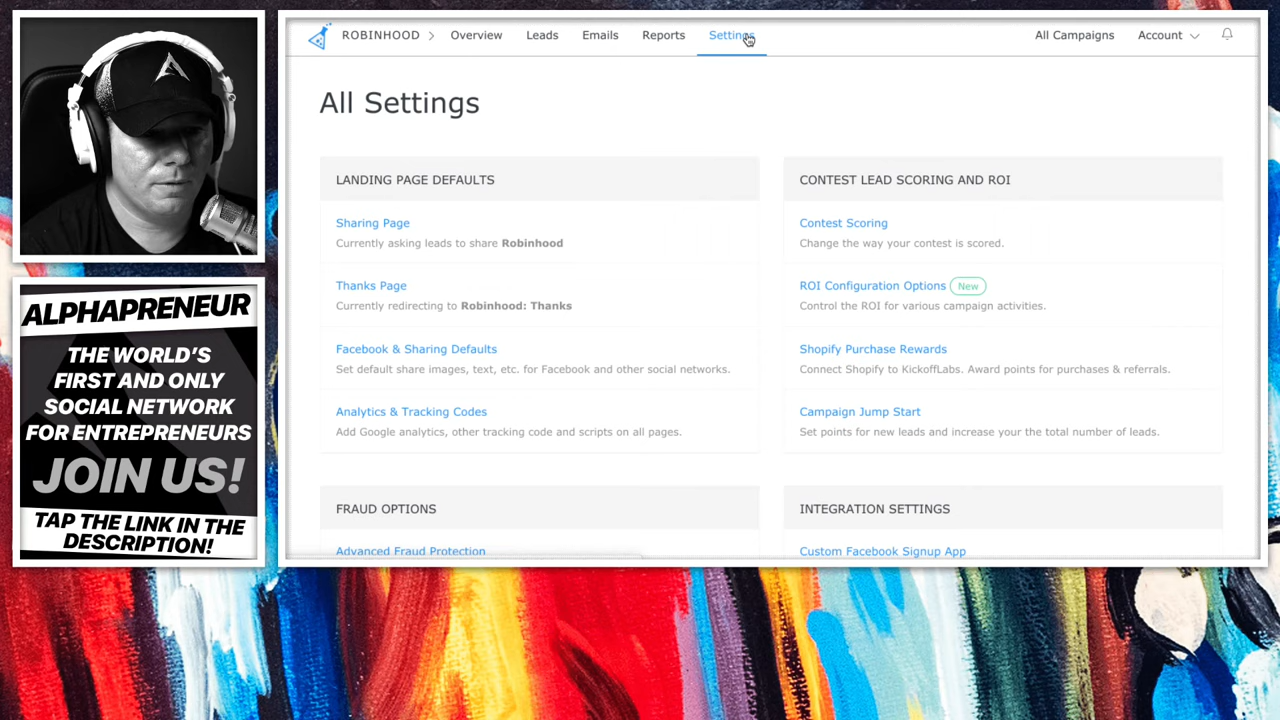 ROBINHOOD
Overview
Leads
Emails
Reports
Settings
All Campaigns
Account
All Settings
LANDING PAGE DEFAULTS
Sharing Page
Currently asking leads to share Robinhood
Thanks Page
Currently redirecting to Robinhood: Thanks
Facebook & Sharing Defaults
Set default share images, text, etc. for Facebook and other social networks.
Analytics & Tracking Codes
Add Google analytics, other tracking code and scripts on all pages.
FRAUD OPTIONS
Advanced Fraud Protection
CONTEST LEAD SCORING AND ROI
Contest Scoring
Change the way your contest is scored.
ROI Configuration Options New
Control the ROI for various campaign activities.
Shopify Purchase Rewards
Connect Shopify to KickoffLabs. Award points for purchases & referrals.
Campaign Jump Start
Set points for new leads and increase your the total number of leads.
INTEGRATION SETTINGS
Custom Facebook Signup App
ALPHAPRENEUR
THE WORLD'S
FIRST AND ONLY
SOCIAL NETWORK
FOR ENTREPRENEURS
JOIN US!
TAP THE LINK IN THE
DESCRIPTION!